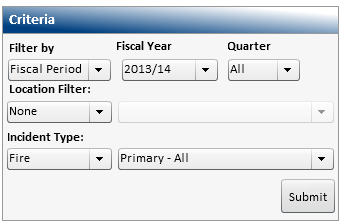 Criteria
Filter by Fiscal Year Quarter
Fiscal Period 2013/14 All
Location Filter:
None
Incident Type:
Fire Primary - All
Submit